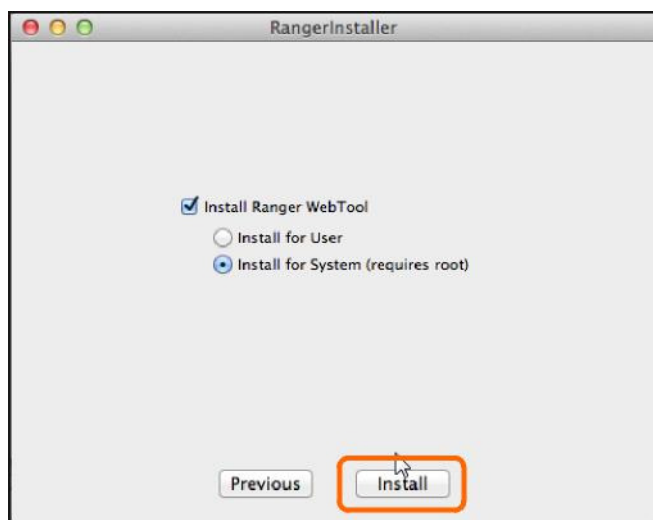 RangerInstaller
Install Ranger WebTool
Install for User
Install for System (requires root)
Previous
Install